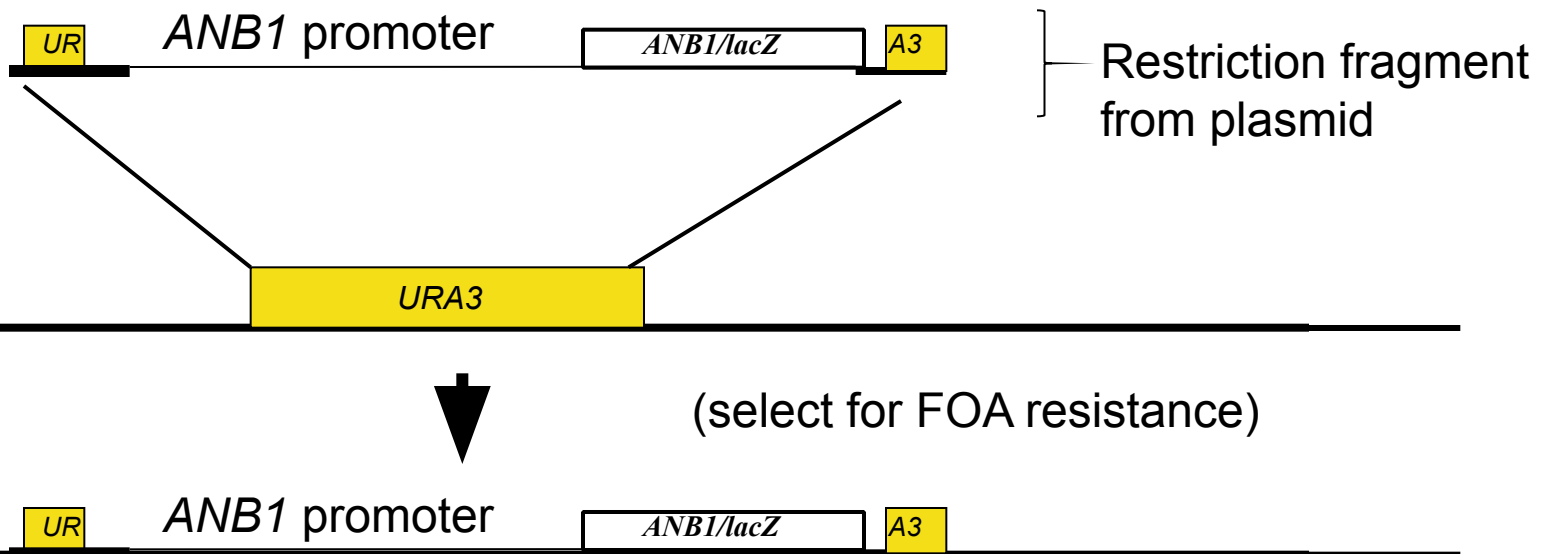 UR ANB1 promoter ANB1/lacZ A3
Restriction fragment
from plasmid
URA3
(select for FOA resistance)
UR ANB1 promoter ANB1/lacZ A3